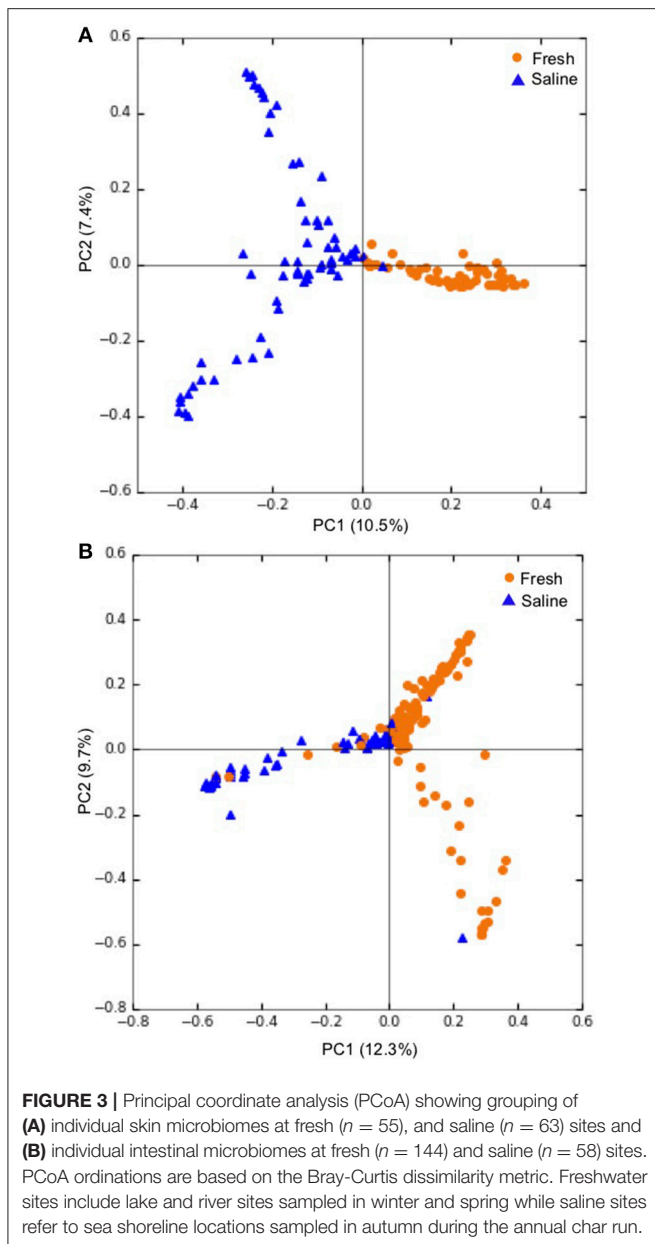 A
0.6
0.4
0.2
0.0
−0.2
−0.4
−0.6
PC2 (7.4%)
Fresh
Saline
−0.4 −0.2 0.0 0.2 0.4
PC1 (10.5%)
B
0.6
0.4
0.2
0.0
−0.2
−0.4
−0.6
−0.8
PC2 (9.7%)
Fresh
Saline
−0.8 −0.6 −0.4 −0.2 0.0 0.2 0.4 0.6
PC1 (12.3%)
FIGURE 3 | Principal coordinate analysis (PCoA) showing grouping of
(A) individual skin microbiomes at fresh (n = 55), and saline (n = 63) sites and
(B) individual intestinal microbiomes at fresh (n = 144) and saline (n = 58) sites.
PCoA ordinations are based on the Bray-Curtis dissimilarity metric. Freshwater
sites include lake and river sites sampled in winter and spring while saline sites
refer to sea shoreline locations sampled in autumn during the annual char run.